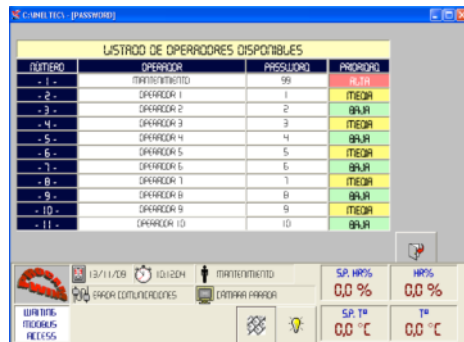 C:\INELTEC\ - [PASSWORD]
LISTADO DE OPERADORES DISPONIBLES
NÚMERO OPERADOR PASSWORD PRIORIDAD
- 1 - MANTENIMIENTO 99 ALTA
- 2 - OPERADOR 1 1 MEDIA
- 3 - OPERADOR 2 2 BAJA
- 4 - OPERADOR 3 3 MEDIA
- 5 - OPERADOR 4 4 BAJA
- 6 - OPERADOR 5 5 MEDIA
- 7 - OPERADOR 6 6 BAJA
- 8 - OPERADOR 7 7 MEDIA
- 9 - OPERADOR 8 8 BAJA
- 10 - OPERADOR 9 9 MEDIA
- 11 - OPERADOR 10 10 BAJA
13/11/09 10:12:04 MANTENIMIENTO
ERROR COMUNICACIONES CÁMARA PARADA
S.P. HR% HR%
0,0 % 0,0 %
WAITING
MODBUS
ACCESS
S.P. Tª Tª
0,0 °C 0,0 °C